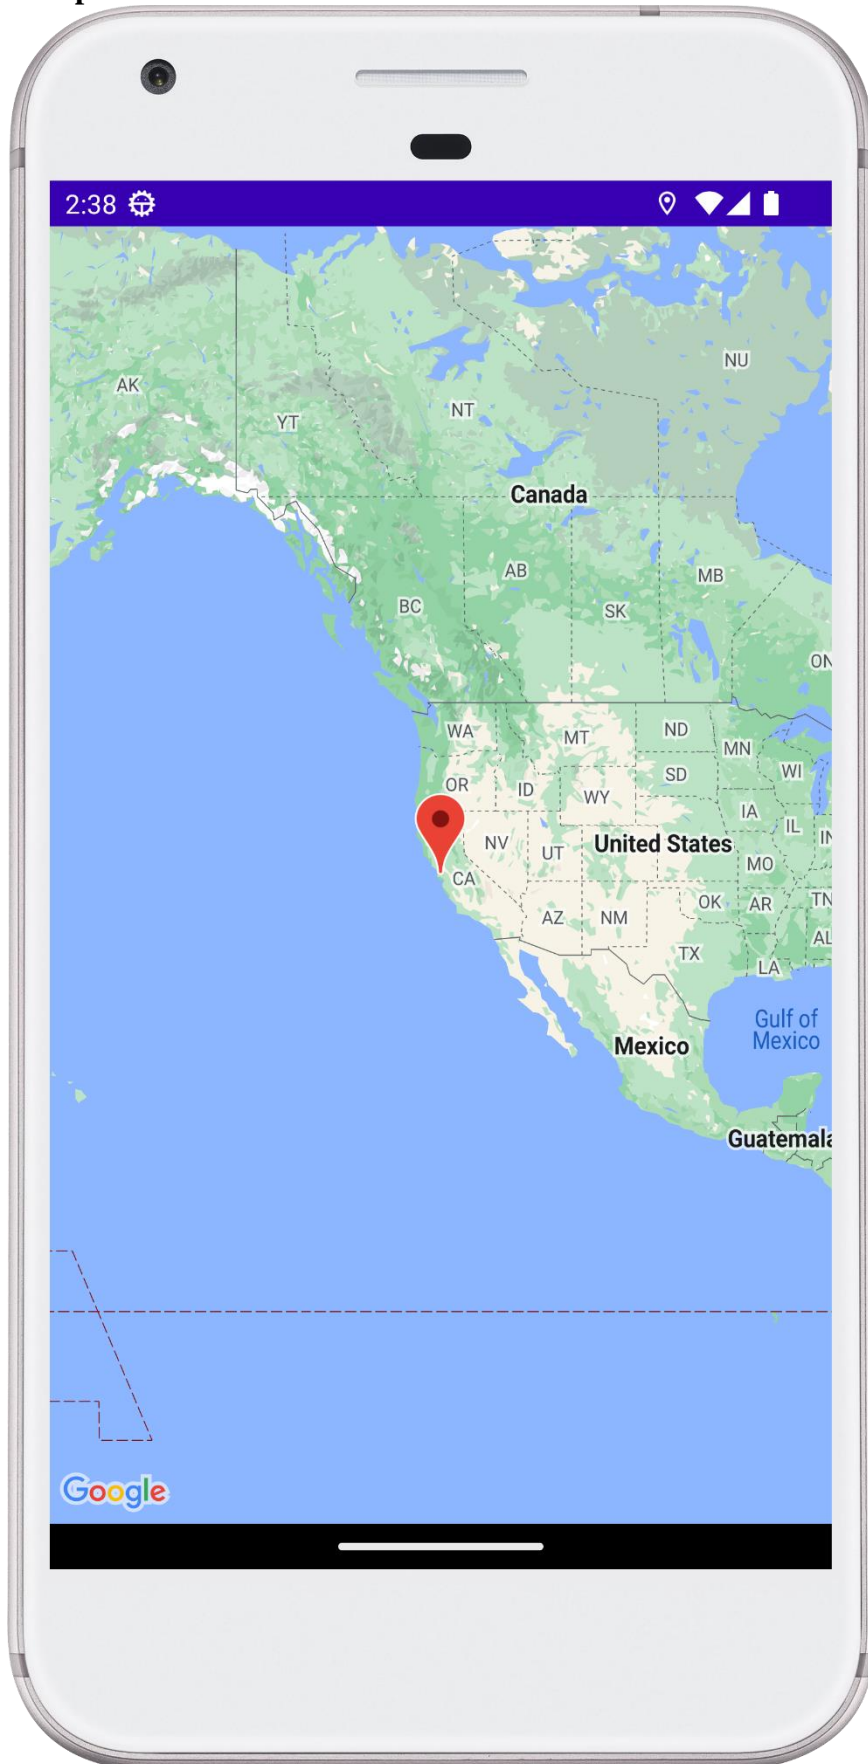 2:38
NU
AK
NT
YT
Canada
AB
MB
BC
SK
ON
WA
MT
ND
MN
OR
ID
SD
WI
WY
IA
IL
IN
NV
UT
United States
MO
CA
OK
AR
TN
AZ
NM
AL
TX
LA
Gulf of
Mexico
Mexico
Guatemala
Google